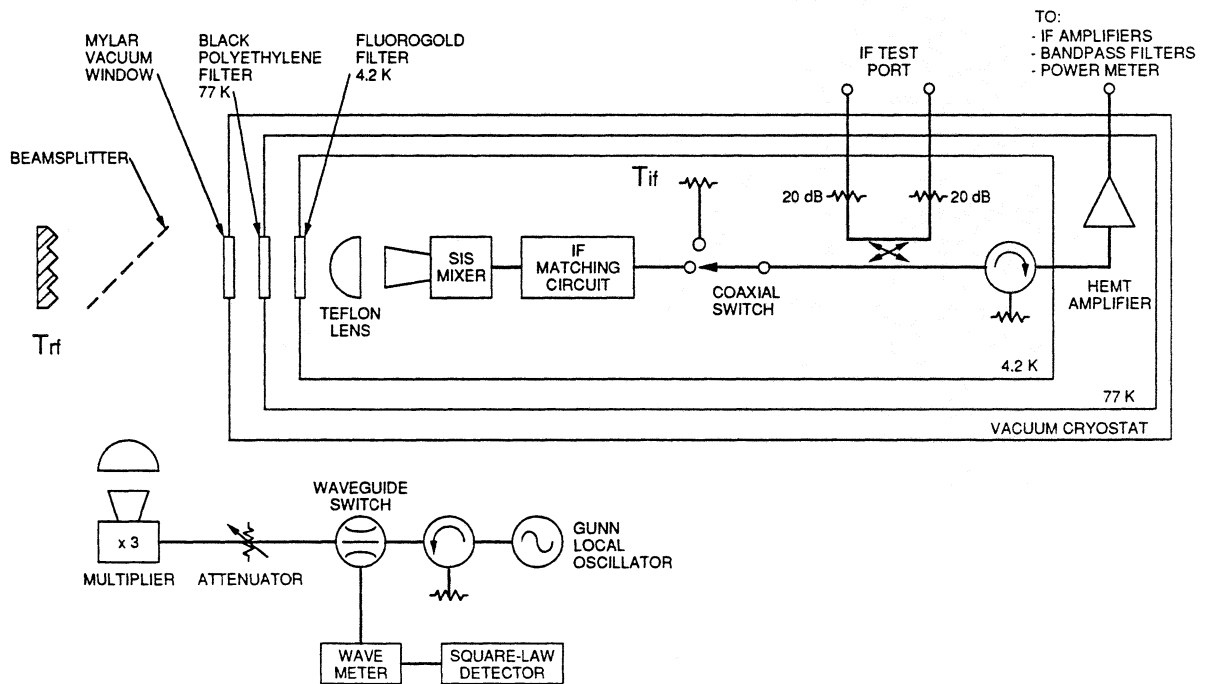 MYLAR
VACUUM
WINDOW
BLACK
POLYETHYLENE
FILTER
77 K
FLUOROGOLD
FILTER
4.2 K
IF TEST
PORT
TO:
- IF AMPLIFIERS
- BANDPASS FILTERS
- POWER METER
BEAMSPLITTER
Trf
TEFLON
LENS
SIS
MIXER
IF
MATCHING
CIRCUIT
Tif
COAXIAL
SWITCH
20 dB
20 dB
HEMT
AMPLIFIER
4.2 K
77 K
VACUUM CRYOSTAT
x 3
MULTIPLIER
ATTENUATOR
WAVEGUIDE
SWITCH
GUNN
LOCAL
OSCILLATOR
WAVE
METER
SQUARE-LAW
DETECTOR